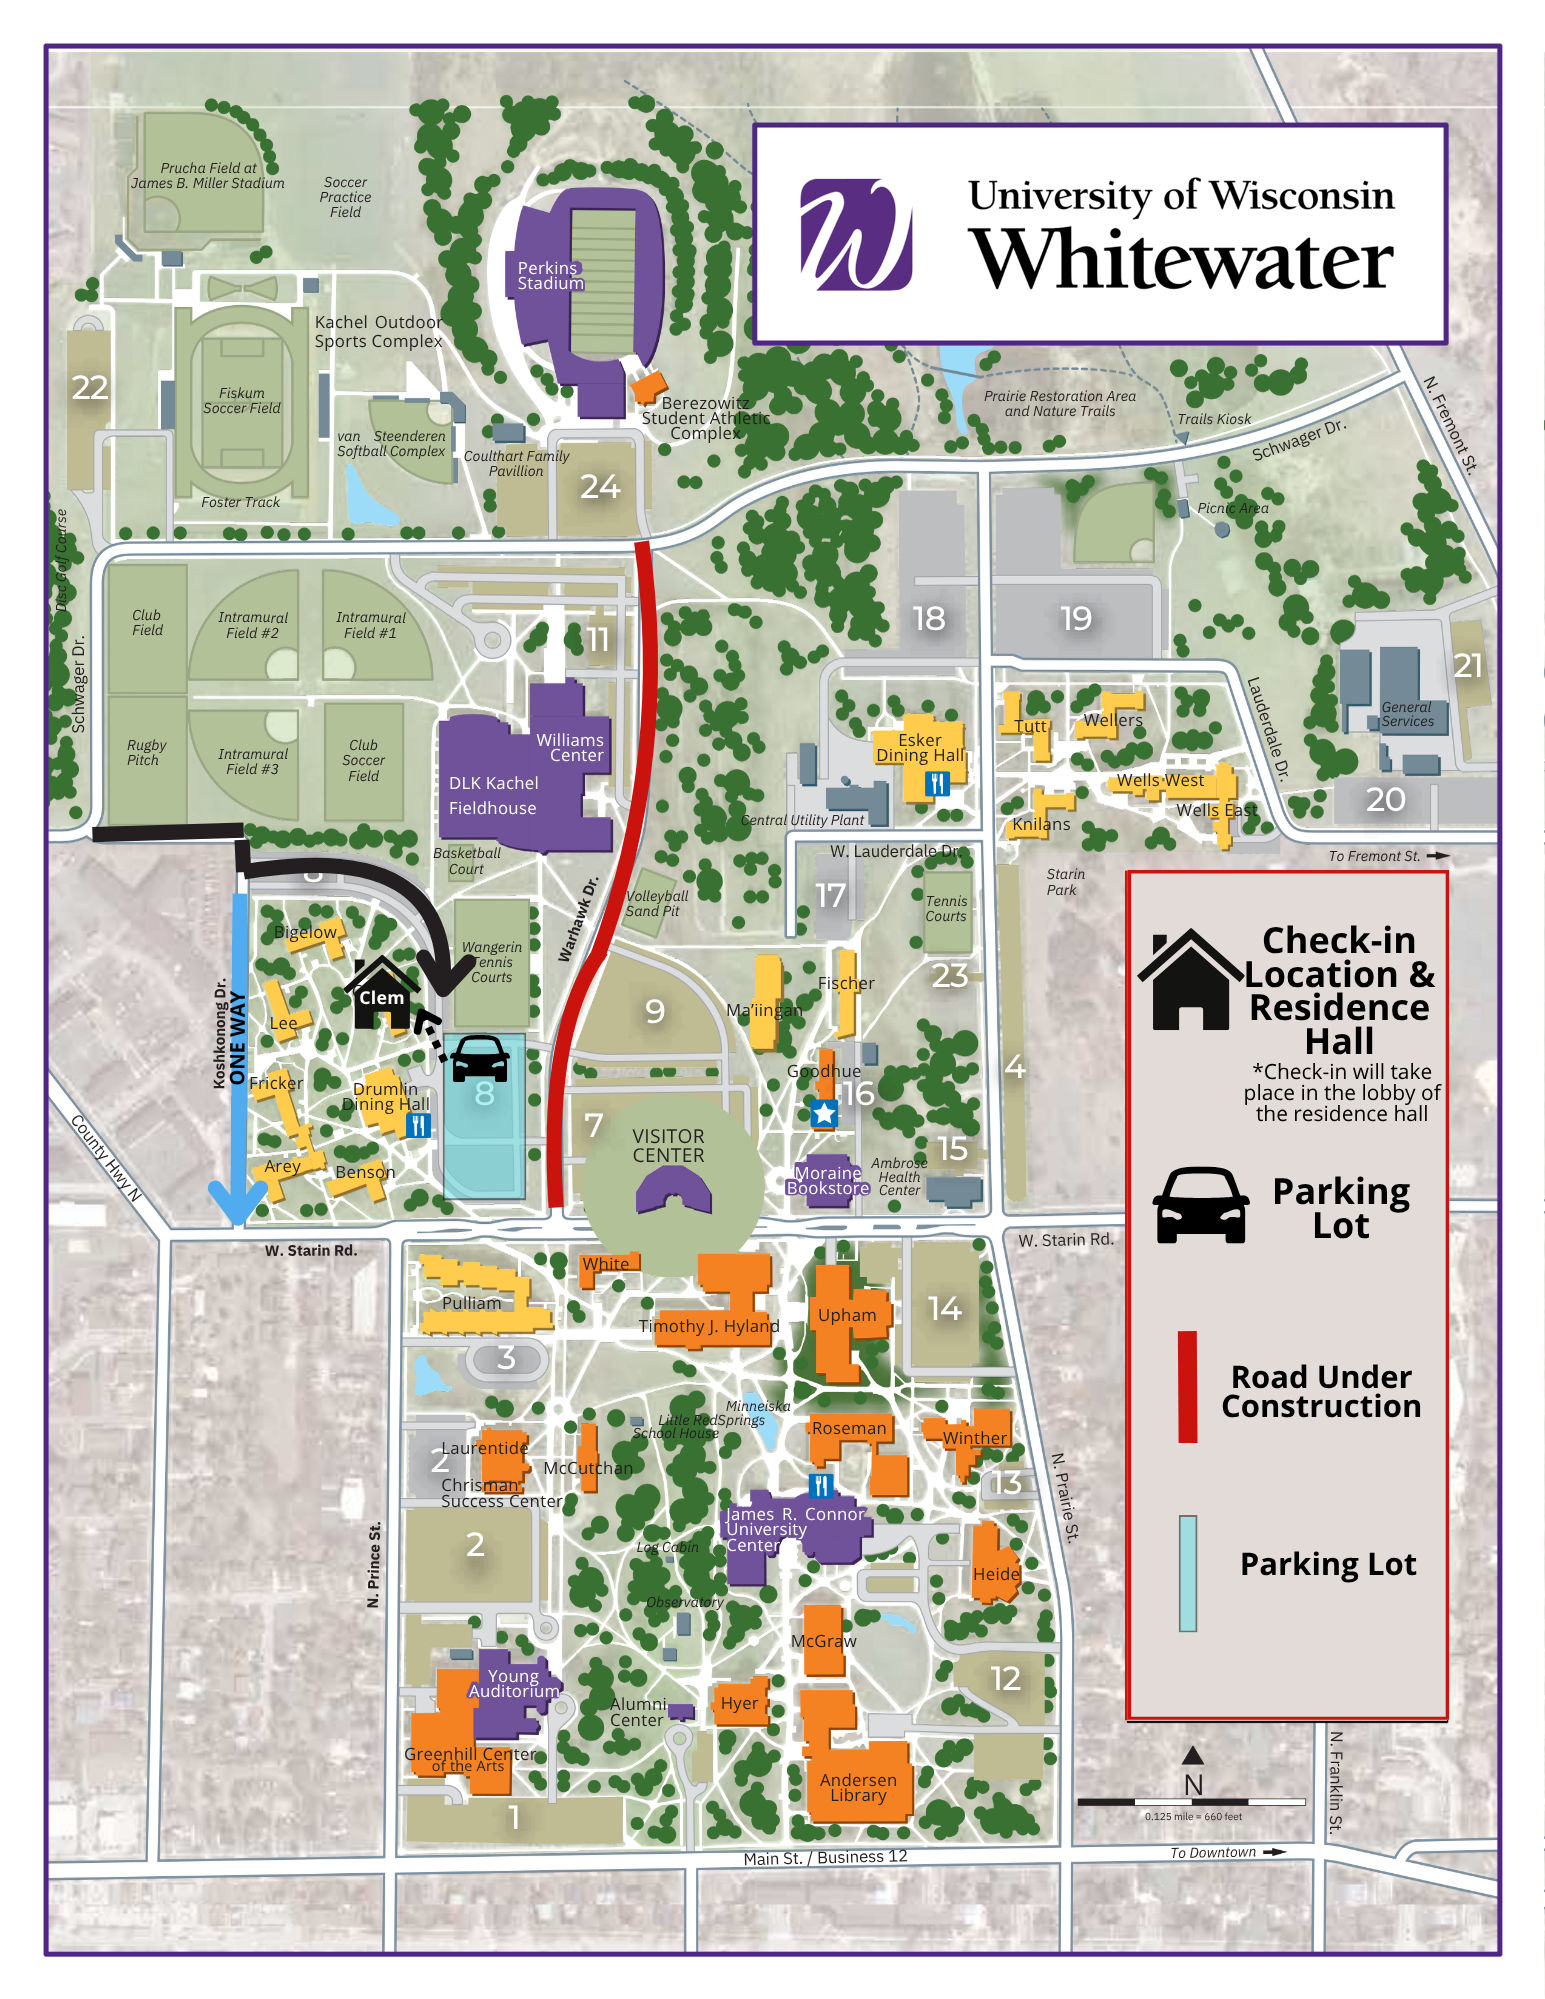 University of Wisconsin
Whitewater
Prucha Field at
James B. Miller Stadium
Soccer
Practice
Field
Perkins
Stadium
Kachel Outdoor
Sports Complex
22
Fiskum
Soccer Field
van Steenderen
Softball Complex
Foster Track
Coulthart Family
Pavillion
24
Berezowitz
Student Athletic
Complex
Prairie Restoration Area
and Nature Trails
Trails Kiosk
Schwager Dr.
N. Fremont St.
Picnic Area
Disc Golf Course
Schwager Dr.
Club
Field
Intramural
Field #2
Intramural
Field #1
11
18
19
21
General
Services
20
Lauderdale Dr.
Rugby
Pitch
Intramural
Field #3
Club
Soccer
Field
Williams
Center
DLK Kachel
Fieldhouse
Esker
Dining Hall
Tutt
Wellers
Wells West
Wells East
Knilans
Central Utility Plant
W. Lauderdale Dr.
To Fremont St.
Basketball
Court
Warhawk Dr.
Volleyball
Sand Pit
17
Tennis
Courts
Starin
Park
Bigelow
Wangerin
Tennis
Courts
Clem
Lee
Koshkonong Dr.
ONE WAY
Fricker
Drumlin
Dining Hall
8
Arey
Benson
9
7
Ma'iingan
Fischer
23
Goodhue
16
4
15
VISITOR
CENTER
Moraine
Bookstore
Ambrose
Health
Center
County Hwy N
W. Starin Rd.
W. Starin Rd.
Check-in
Location &
Residence
Hall
*Check-in will take
place in the lobby of
the residence hall
Parking
Lot
Road Under
Construction
Parking Lot
White
Pulliam
Timothy J. Hyland
Upham
14
3
Minneiska
Springs
Little Red
School House
Roseman
Winther
Laurentide
2
McCutchan
Chrisman
Success Center
13
N. Prairie St.
James R. Connor
University
Center
2
Log Cabin
Heide
N. Prince St.
Observatory
McGraw
Young
Auditorium
12
Alumni
Center
Hyer
Greenhill Center
of the Arts
Andersen
Library
1
N
0.125 mile = 660 feet
N. Franklin St.
Main St. / Business 12
To Downtown